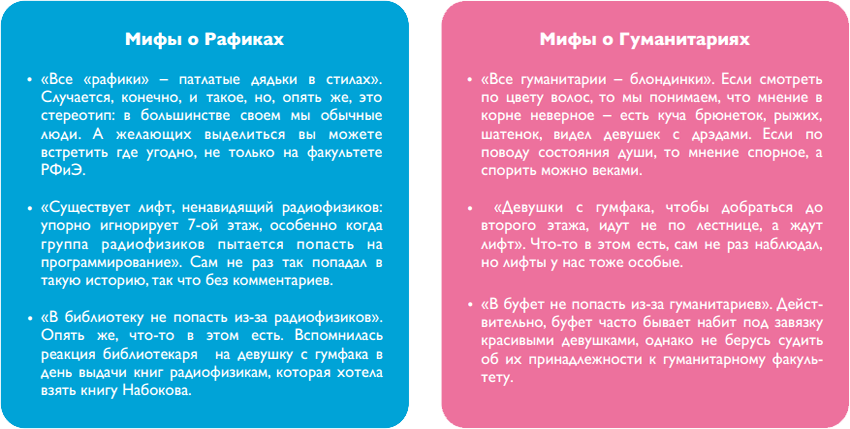 Мифы о Рафиках
• «Все «рафики» – патлатые дядьки в стилах».
Случается, конечно, и такое, но, опять же, это
стереотип: в большинстве своем мы обычные
люди. А желающих выделиться вы можете
встретить где угодно, не только на факультете
РФиЭ.
• «Существует лифт, ненавидящий радиофизиков:
упорно игнорирует 7-ой этаж, особенно когда
группа радиофизиков пытается попасть на
программирование». Сам не раз так попадал в
такую историю, так что без комментариев.
• «В библиотеку не попасть из-за радиофизиков».
Опять же, что-то в этом есть. Вспомнилась
реакция библиотекаря на девушку с гумфака в
день выдачи книг радиофизикам, которая хотела
взять книгу Набокова.
Мифы о Гуманитариях
• «Все гуманитарии – блондинки». Если смотреть
по цвету волос, то мы понимаем, что мнение в
корне неверное – есть куча брюнеток, рыжих,
шатенок, видел девушек с дрэдами. Если по
поводу состояния души, то мнение спорное, а
спорить можно веками.
• «Девушки с гумфака, чтобы добраться до
второго этажа, идут не по лестнице, а ждут
лифт». Что-то в этом есть, сам не раз наблюдал,
но лифты у нас тоже особые.
• «В буфет не попасть из-за гуманитариев». Дейст-
вительно, буфет часто бывает набит под завязку
красивыми девушками, однако не берусь судить
об их принадлежности к гуманитарному факуль-
тету.